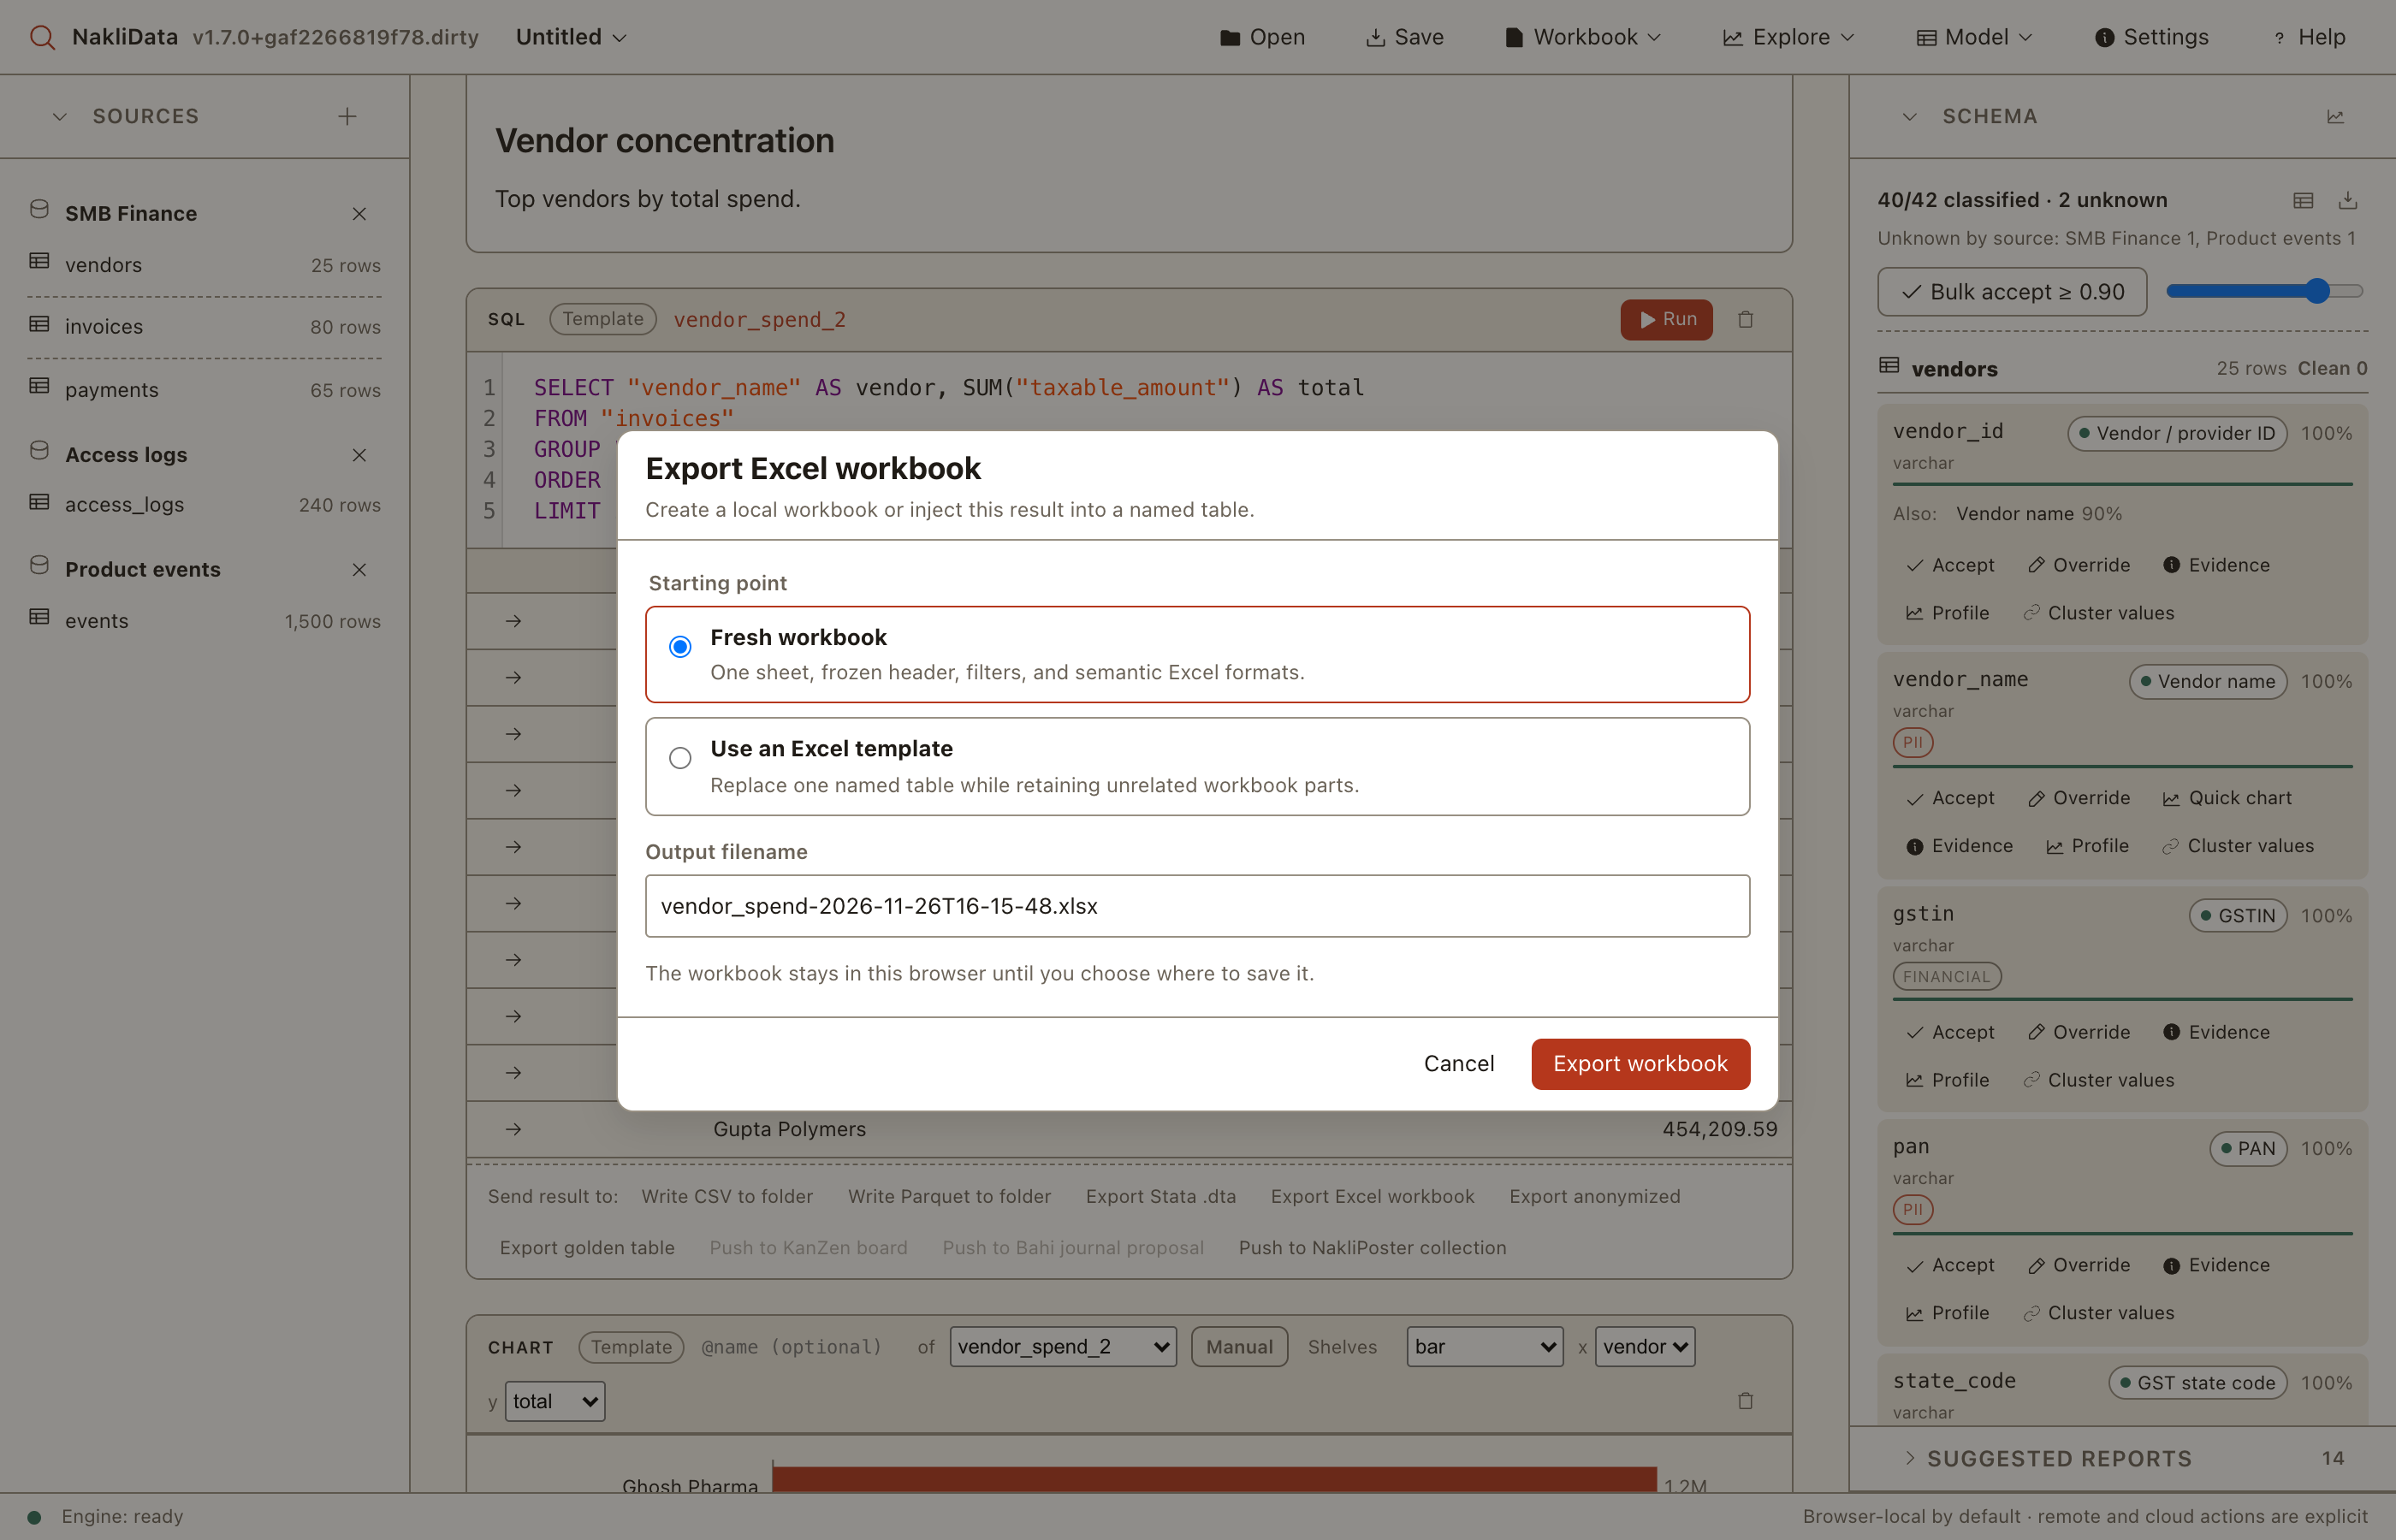 NakliData v1.7.0+gaf2266819f78.dirty Untitled Open Save Workbook Explore Model Settings ? Help
SOURCES
SMB Finance
vendors 25 rows
invoices 80 rows
payments 65 rows
Access logs
access_logs 240 rows
Product events
events 1,500 rows
Vendor concentration
Top vendors by total spend.
SQL Template vendor_spend_2 Run
1 SELECT "vendor_name" AS vendor, SUM("taxable_amount") AS total
2 FROM "invoices"
3 GROUP
4 ORDER
5 LIMIT
Export Excel workbook
Create a local workbook or inject this result into a named table.
Starting point
Fresh workbook
One sheet, frozen header, filters, and semantic Excel formats.
Use an Excel template
Replace one named table while retaining unrelated workbook parts.
Output filename
vendor_spend-2026-11-26T16-15-48.xlsx
The workbook stays in this browser until you choose where to save it.
Cancel Export workbook
Gupta Polymers 454,209.59
Send result to: Write CSV to folder Write Parquet to folder Export Stata .dta Export Excel workbook Export anonymized
Export golden table Push to KanZen board Push to Bahi journal proposal Push to NakliPoster collection
CHART Template @name (optional) of vendor_spend_2 Manual Shelves bar x vendor
y total
Ghosh Pharma 1.2M
SCHEMA
40/42 classified · 2 unknown
Unknown by source: SMB Finance 1, Product events 1
Bulk accept ≥ 0.90
vendors 25 rows Clean 0
vendor_id Vendor / provider ID 100%
varchar
Also: Vendor name 90%
Accept Override Evidence
Profile Cluster values
vendor_name Vendor name 100%
varchar
PII
Accept Override Quick chart
Evidence Profile Cluster values
gstin GSTIN 100%
varchar
FINANCIAL
Accept Override Evidence
Profile Cluster values
pan PAN 100%
varchar
PII
Accept Override Evidence
Profile Cluster values
state_code GST state code 100%
varchar
SUGGESTED REPORTS 14
Engine: ready
Browser-local by default · remote and cloud actions are explicit